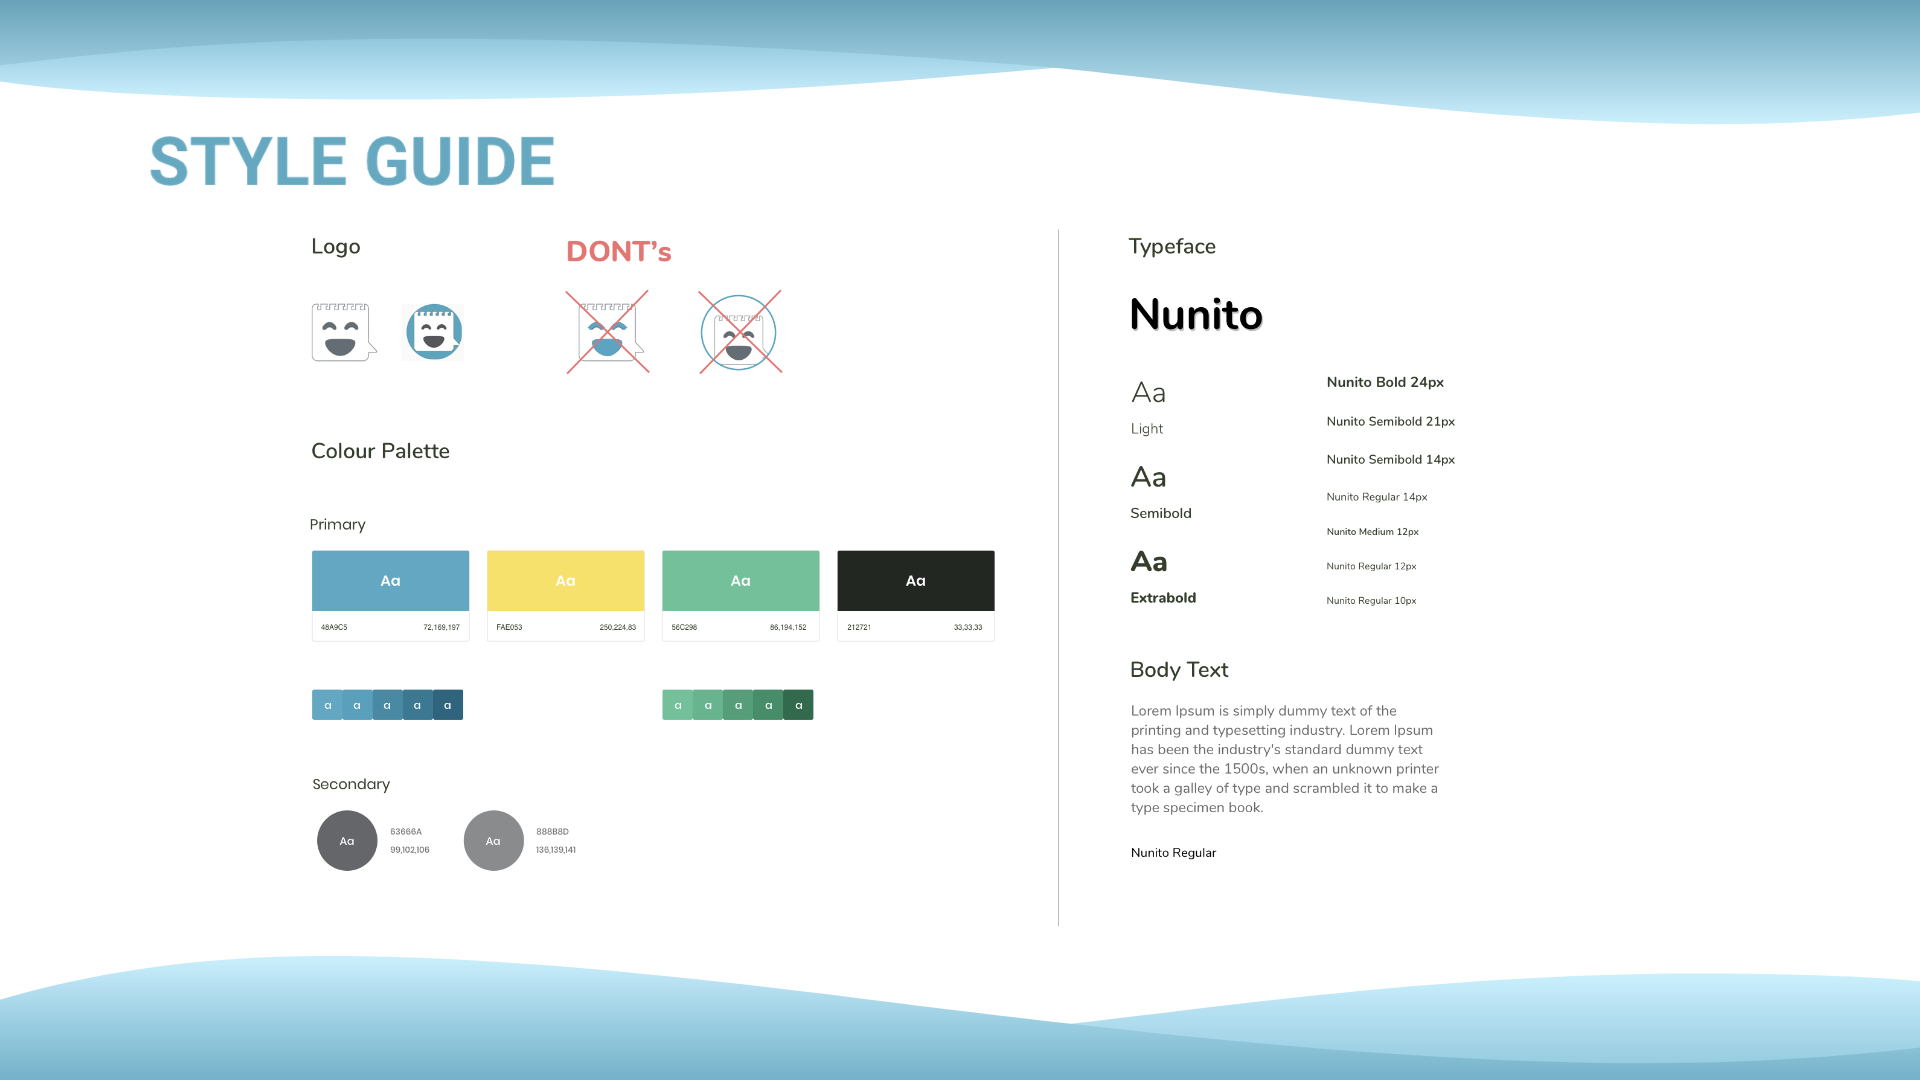 STYLE GUIDE
Logo
DONT's
Colour Palette
Primary
Aa
Aa
Aa
Aa
48A9C5
72,169,197
FAE053
250,224,83
56C298
86,194,152
212721
33,33,33
a a a a a
a a a a a
Secondary
Aa
63666A
99,102,106
Aa
888B8D
136,139,141
Typeface
Nunito
Aa
Light
Aa
Semibold
Aa
Extrabold
Nunito Bold 24px
Nunito Semibold 21px
Nunito Semibold 14px
Nunito Regular 14px
Nunito Medium 12px
Nunito Regular 12px
Nunito Regular 10px
Body Text
Lorem Ipsum is simply dummy text of the
printing and typesetting industry. Lorem Ipsum
has been the industry's standard dummy text
ever since the 1500s, when an unknown printer
took a galley of type and scrambled it to make a
type specimen book.
Nunito Regular